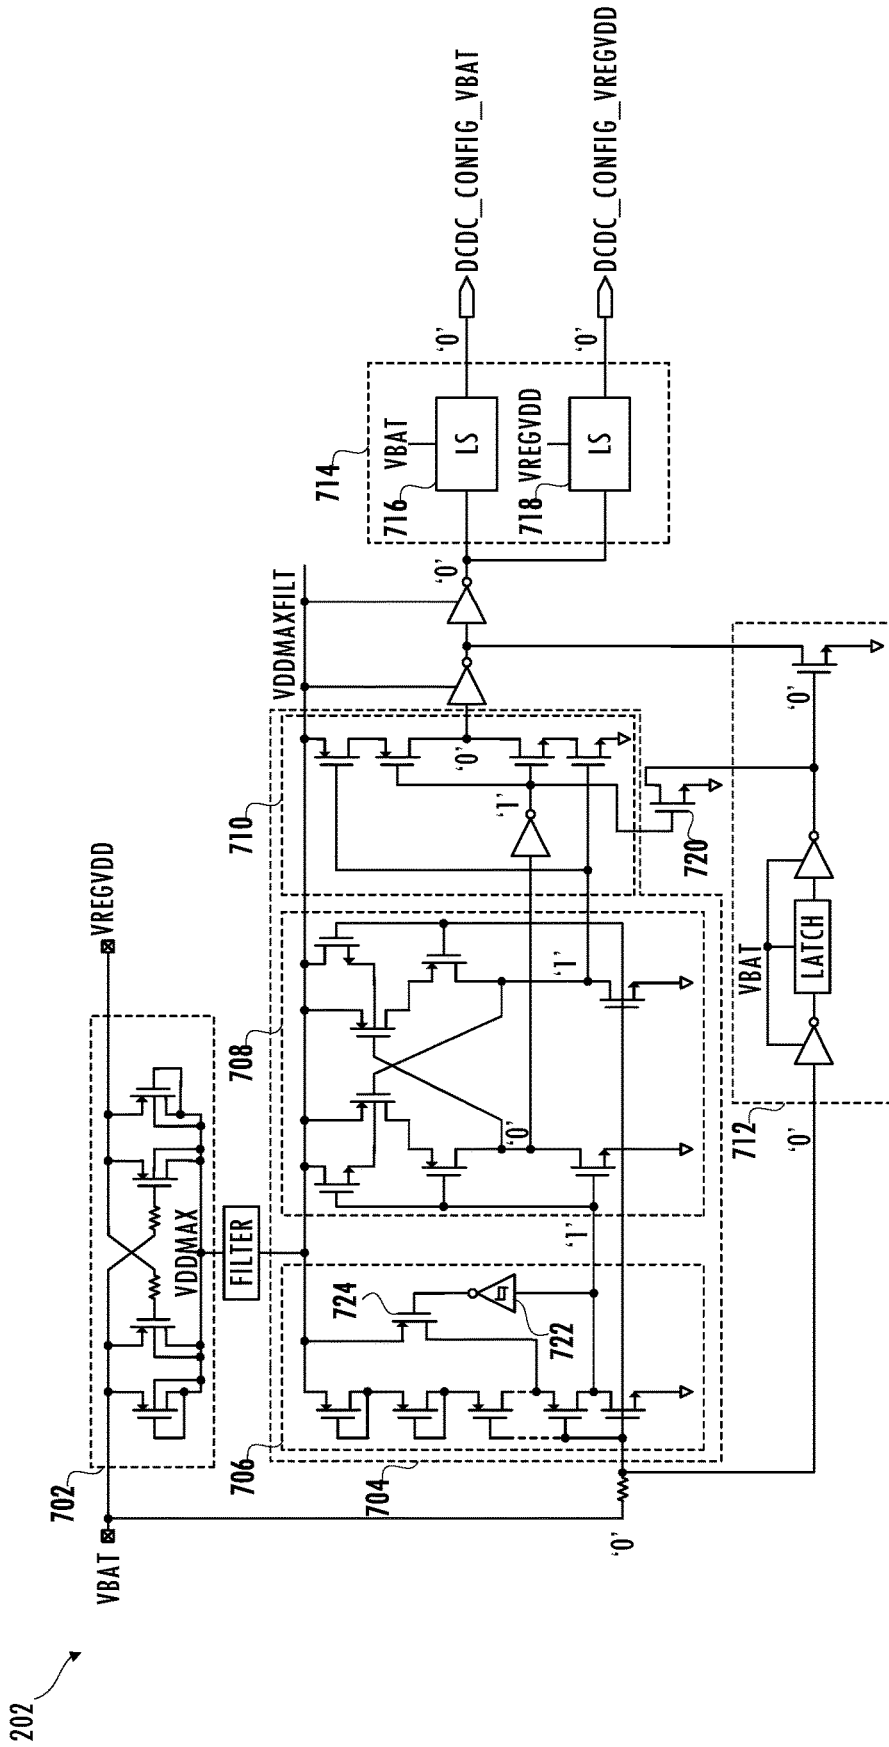 202
VBAT
VREGVDD
702
VDDMAX
FILTER
VDDMAXFILT
704
706
724
722
'1'
708
'0'
'1'
710
'1'
'0'
'0'
714
VBAT
716
LS
VREGVDD
718
LS
'0'
DCDC_CONFIG_VBAT
'0'
DCDC_CONFIG_VREGVDD
720
'0'
'0'
712
VBAT
LATCH
'0'